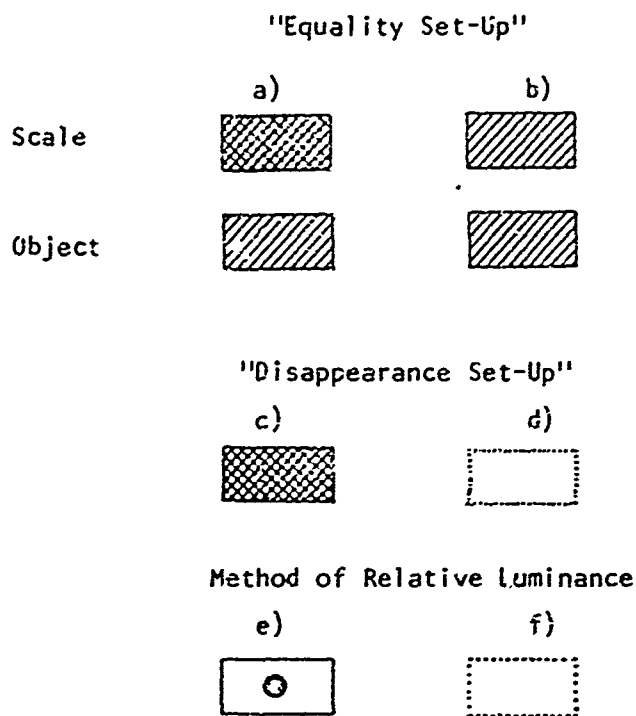 "Equality Set-Up"
a) b)
Scale
Object
"Disappearance Set-Up"
c) d)
Method of Relative Luminance
e) f)